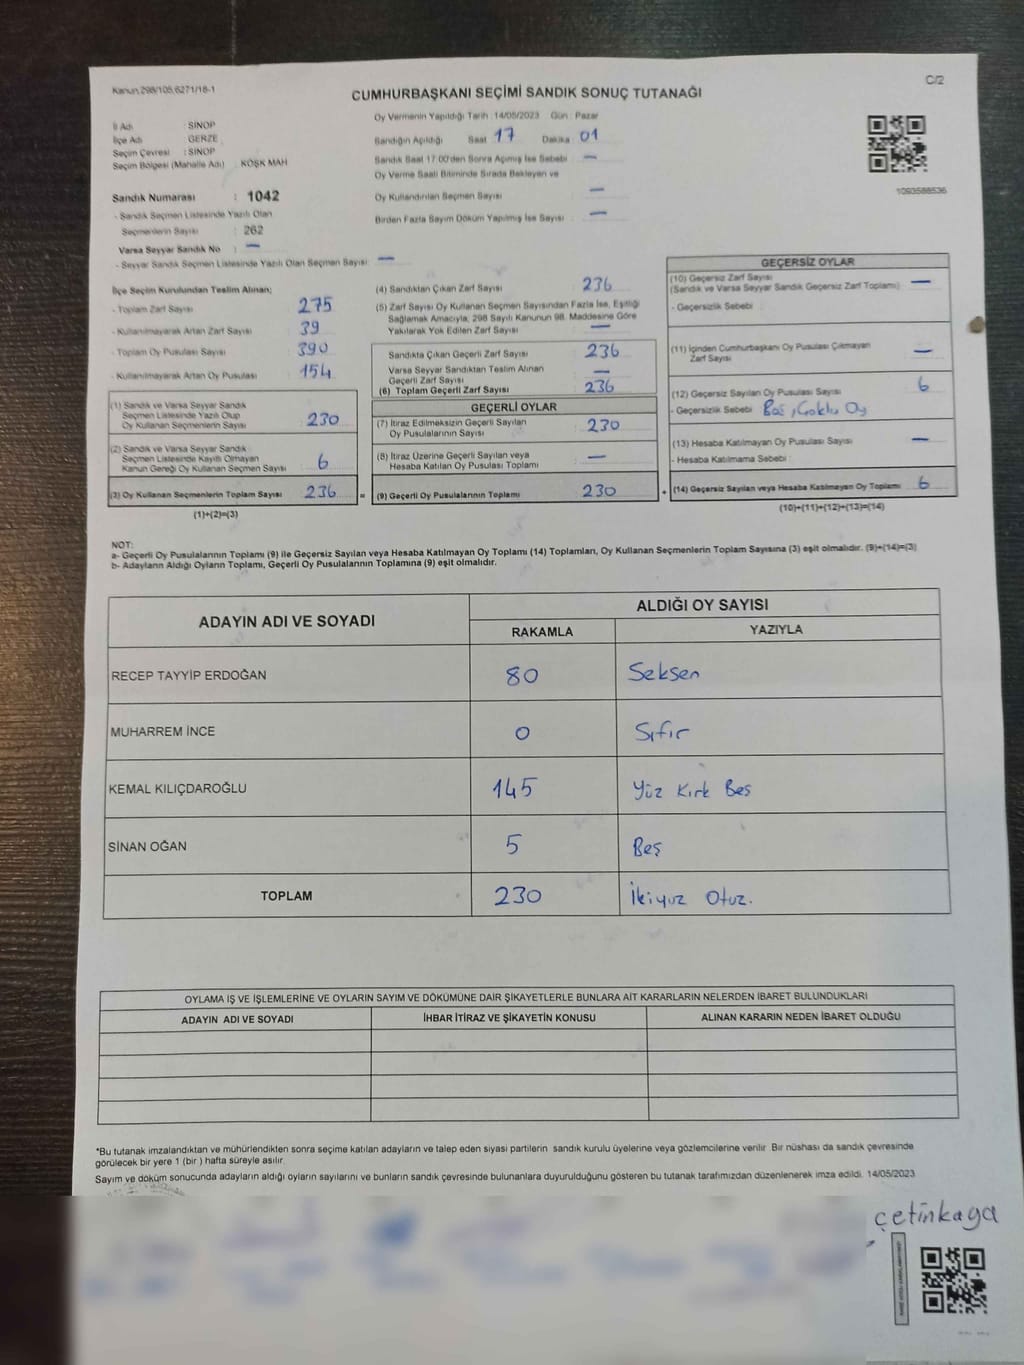 Kanun 298/105,6271/18-1
C/2
CUMHURBAŞKANI SEÇİMİ SANDIK SONUÇ TUTANAĞI
Oy Vermenin Yapıldığı Tarih : 14/05/2023 Gün : Pazar
İl Adı : SİNOP
İlçe Adı : GERZE
Seçim Çevresi : SİNOP
Seçim Bölgesi (Mahalle Adı) : KÖŞK MAH
Sandık Numarası : 1042
- Sandık Seçmen Listesinde Yazılı Olan
Seçmenlerin Sayısı : 262
Varsa Seyyar Sandık No : —
- Seyyar Sandık Seçmen Listesinde Yazılı Olan Seçmen Sayısı : —
Sandığın Açıldığı Saat 17 Dakika 01
Sandık Saat 17.00'den Sonra Açımış İse Sebebi : —
Oy Verme Saati Bitiminde Sırada Bekleyen ve
Oy Kullandırılan Seçmen Sayısı : —
Birden Fazla Sayım Döküm Yapılmış İse Sayısı : —
1093588536
İlçe Seçim Kurulundan Teslim Alınan;
- Toplam Zarf Sayısı : 275
- Kullanılmayarak Artan Zarf Sayısı : 39
- Toplam Oy Pusulası Sayısı : 390
- Kullanılmayarak Artan Oy Pusulası : 154
(1) Sandık ve Varsa Seyyar Sandık
Seçmen Listesinde Yazılı Olup
Oy Kullanan Seçmenlerin Sayısı : 230
(2) Sandık ve Varsa Seyyar Sandık
Seçmen Listesinde Kayıtlı Olmayan
Kanun Gereği Oy Kullanan Seçmen Sayısı : 6
(3) Oy Kullanan Seçmenlerin Toplam Sayısı : 236
(1)+(2)=(3)
(4) Sandıktan Çıkan Zarf Sayısı : 236
(5) Zarf Sayısı Oy Kullanan Seçmen Sayısından Fazla İse, Eşitliği
Sağlamak Amacıyla, 298 Sayılı Kanunun 98. Maddesine Göre
Yakılarak Yok Edilen Zarf Sayısı : —
Sandıkta Çıkan Geçerli Zarf Sayısı : 236
Varsa Seyyar Sandıktan Teslim Alınan
Geçerli Zarf Sayısı : —
(6) Toplam Geçerli Zarf Sayısı : 236
GEÇERLİ OYLAR
(7) İtiraz Edilmeksizin Geçerli Sayılan
Oy Pusulalarının Sayısı : 230
(8) İtiraz Üzerine Geçerli Sayılan veya
Hesaba Katılan Oy Pusulası Toplamı : —
= (9) Geçerli Oy Pusulalarının Toplamı : 230
GEÇERSİZ OYLAR
(10) Geçersiz Zarf Sayısı
(Sandık ve Varsa Seyyar Sandık Geçersiz Zarf Toplamı) : —
- Geçersizlik Sebebi :
(11) İçinden Cumhurbaşkanı Oy Pusulası Çıkmayan
Zarf Sayısı : —
(12) Geçersiz Sayılan Oy Pusulası Sayısı : 6
- Geçersizlik Sebebi : Oy
(13) Hesaba Katılmayan Oy Pusulası Sayısı : —
- Hesaba Katılmama Sebebi :
+ (14) Geçersiz Sayılan veya Hesaba Katılmayan Oy Toplamı : 6
(10)+(11)+(12)+(13)=(14)
NOT:
a- Geçerli Oy Pusulalarının Toplamı (9) ile Geçersiz Sayılan veya Hesaba Katılmayan Oy Toplamı (14) Toplamları, Oy Kullanan Seçmenlerin Toplam Sayısına (3) eşit olmalıdır. (9)+(14)=(3)
b- Adayların Aldığı Oyların Toplamı, Geçerli Oy Pusulalarının Toplamına (9) eşit olmalıdır.
ADAYIN ADI VE SOYADI
ALDIĞI OY SAYISI
RAKAMLA YAZIYLA
RECEP TAYYİP ERDOĞAN 80 Seksen
MUHARREM İNCE 0 Sıfır
KEMAL KILIÇDAROĞLU 145 Yüz Kırk Beş
SİNAN OĞAN 5 Beş
TOPLAM 230 İkiyüz Otuz.
OYLAMA İŞ VE İŞLEMLERİNE VE OYLARIN SAYIM VE DÖKÜMÜNE DAİR ŞİKAYETLERLE BUNLARA AİT KARARLARIN NELERDEN İBARET BULUNDUKLARI
ADAYIN ADI VE SOYADI İHBAR İTİRAZ VE ŞİKAYETİN KONUSU ALINAN KARARIN NEDEN İBARET OLDUĞU
*Bu tutanak imzalandıktan ve mühürlendikten sonra seçime katılan adayların ve talep eden siyasi partilerin sandık kurulu üyelerine veya gözlemcilerine verilir. Bir nüshası da sandık çevresinde
görülecek bir yere 1 (bir ) hafta süreyle asılır.
Sayım ve döküm sonucunda adayların aldığı oyların sayılarını ve bunların sandık çevresinde bulunanlara duyurulduğunu gösteren bu tutanak tarafımızdan düzenlenerek imza edildi. 14/05/2023
çetinkaya